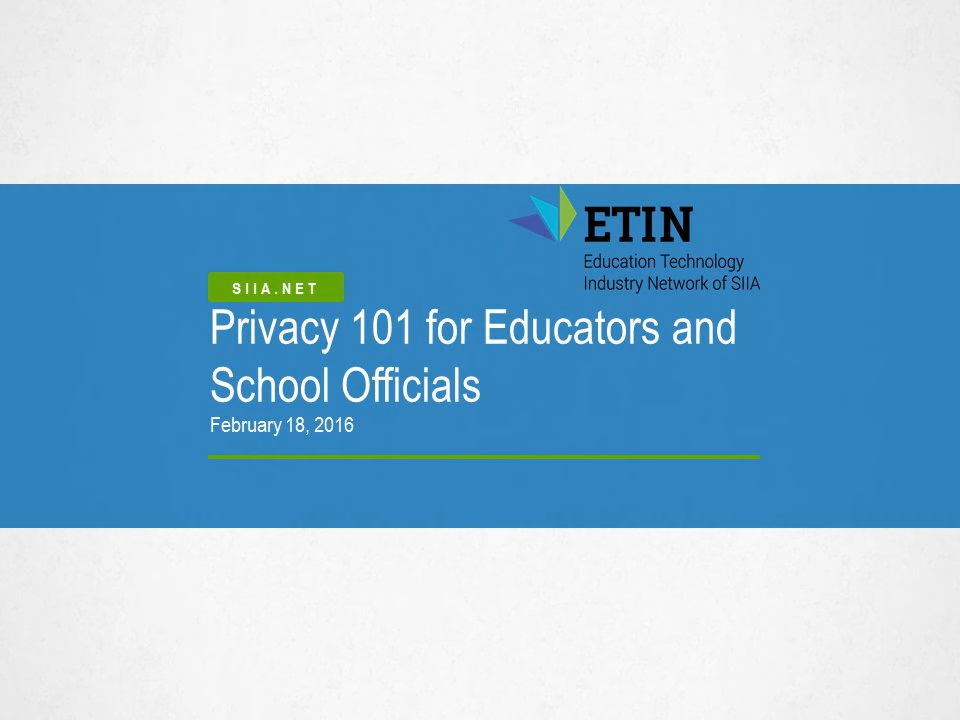 ETIN
Education Technology
Industry Network of SIIA
SIIA.NET
Privacy 101 for Educators and
School Officials
February 18, 2016